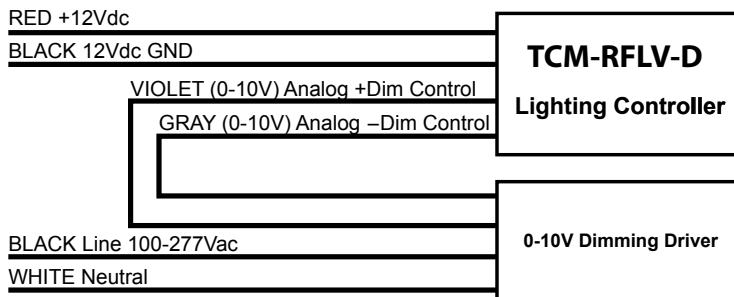 RED +12Vdc
BLACK 12Vdc GND
TCM-RFLV-D
Lighting Controller
VIOLET (0-10V) Analog +Dim Control
GRAY (0-10V) Analog –Dim Control
BLACK Line 100-277Vac
WHITE Neutral
0-10V Dimming Driver